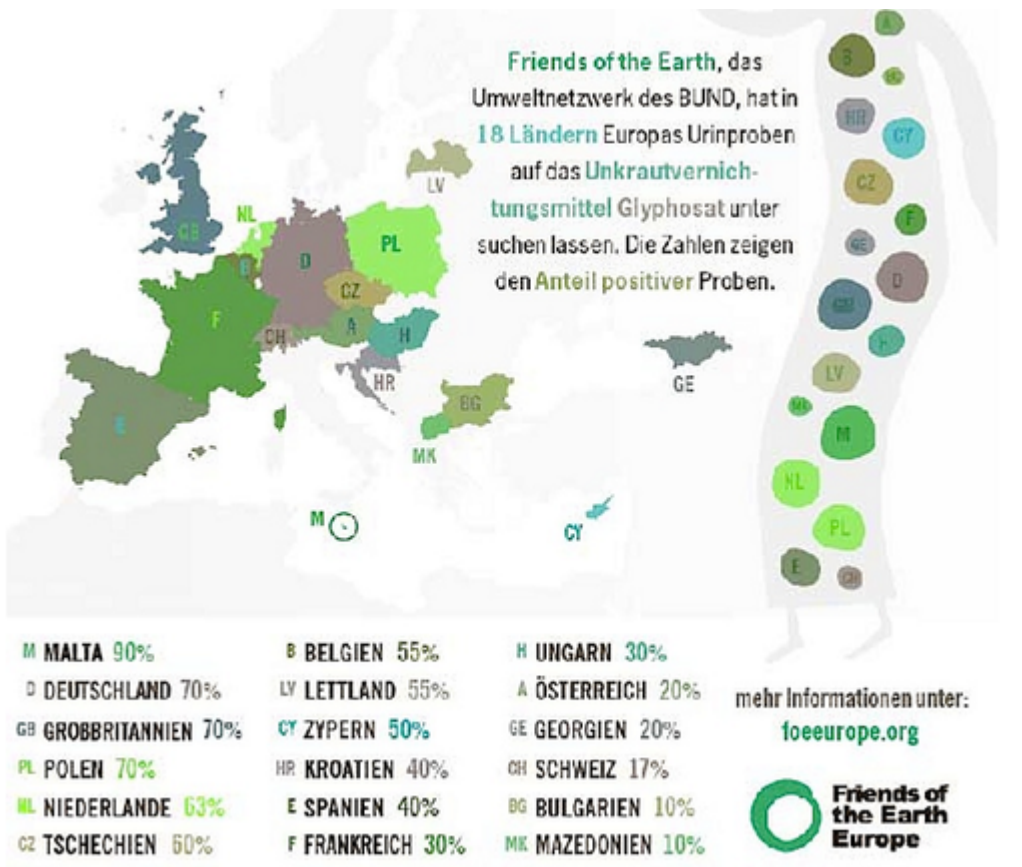 Friends of the Earth, das
Umweltnetzwerk des BUND, hat in
18 Ländern Europas Urinproben
auf das Unkrautvernich-
tungsmittel Glyphosat unter
suchen lassen. Die Zahlen zeigen
den Anteil positiver Proben.
LV
NL
GB
PL
B
D
CZ
F
A
H
CH
HR
GE
BG
E
MK
M
CY
A
B
BG
HR
CY
CZ
F
GE
D
GB
H
LV
MK
M
NL
PL
E
CH
M MALTA 90%
D DEUTSCHLAND 70%
GB GROßBRITANNIEN 70%
PL POLEN 70%
NL NIEDERLANDE 63%
CZ TSCHECHIEN 60%
B BELGIEN 55%
LV LETTLAND 55%
CY ZYPERN 50%
HR KROATIEN 40%
E SPANIEN 40%
F FRANKREICH 30%
H UNGARN 30%
A ÖSTERREICH 20%
GE GEORGIEN 20%
CH SCHWEIZ 17%
BG BULGARIEN 10%
MK MAZEDONIEN 10%
mehr Informationen unter:
foeeurope.org
Friends of
the Earth
Europe